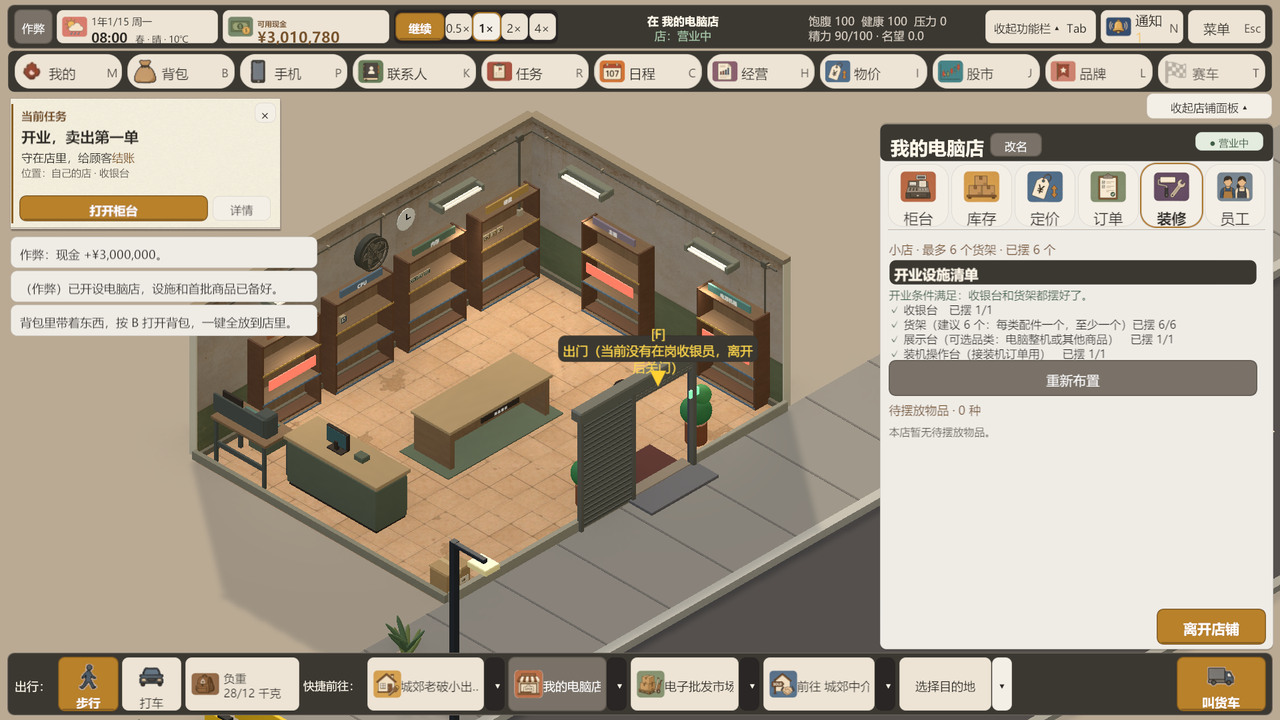 作弊
1年1/15 周一
08:00 春·晴·10℃
可用现金
¥3,010,780
继续
0.5×
1×
2×
4×
在 我的电脑店
店：营业中
饱腹 100 健康 100 压力 0
精力 90/100 · 名望 0.0
收起功能栏 ▴ Tab
通知
1
N
菜单 Esc
我的 M
背包 B
手机 P
联系人 K
任务 R
107
日程 C
经营 H
物价 I
股市 J
品牌 L
赛车 T
当前任务
×
开业，卖出第一单
守在店里，给顾客结账
位置：自己的店 · 收银台
打开柜台
详情
作弊：现金 +¥3,000,000。
（作弊）已开设电脑店，设施和首批商品已备好。
背包里带着东西，按 B 打开背包，一键全放到店里。
CPU
[F]
出门（当前没有在岗收银员，离开
后关门）
收起店铺面板 ▴
我的电脑店
改名
● 营业中
柜台
库存
定价
订单
装修
员工
小店 · 最多 6 个货架 · 已摆 6 个
开业设施清单
开业条件满足：收银台和货架都摆好了。
✓ 收银台 已摆 1/1
✓ 货架（建议 6 个：每类配件一个，至少一个）已摆 6/6
✓ 展示台（可选品类：电脑整机或其他商品） 已摆 1/1
✓ 装机操作台（接装机订单用） 已摆 1/1
重新布置
待摆放物品 · 0 种
本店暂无待摆放物品。
离开店铺
出行：
步行
打车
负重
28/12 千克
快捷前往：
城郊老破小出..
我的电脑店
电子批发市场
前往 城郊中介
选择目的地
叫货车